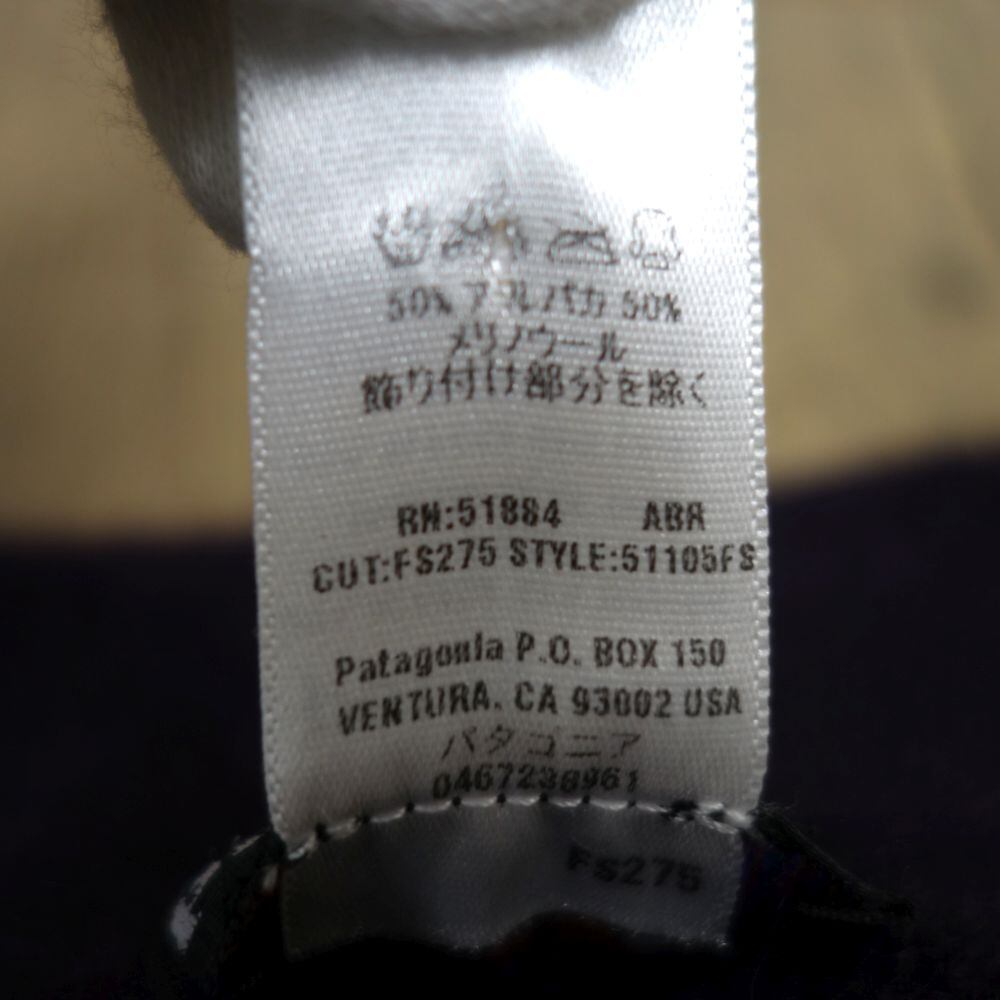 50% アルパカ 50%
メリノウール
飾り付け部分を除く
RN:51884 ABR
CUT:FS275 STYLE:51105FS
Patagonia P.O. BOX 150
VENTURA, CA 93002 USA
パタゴニア
0467238961
FS275